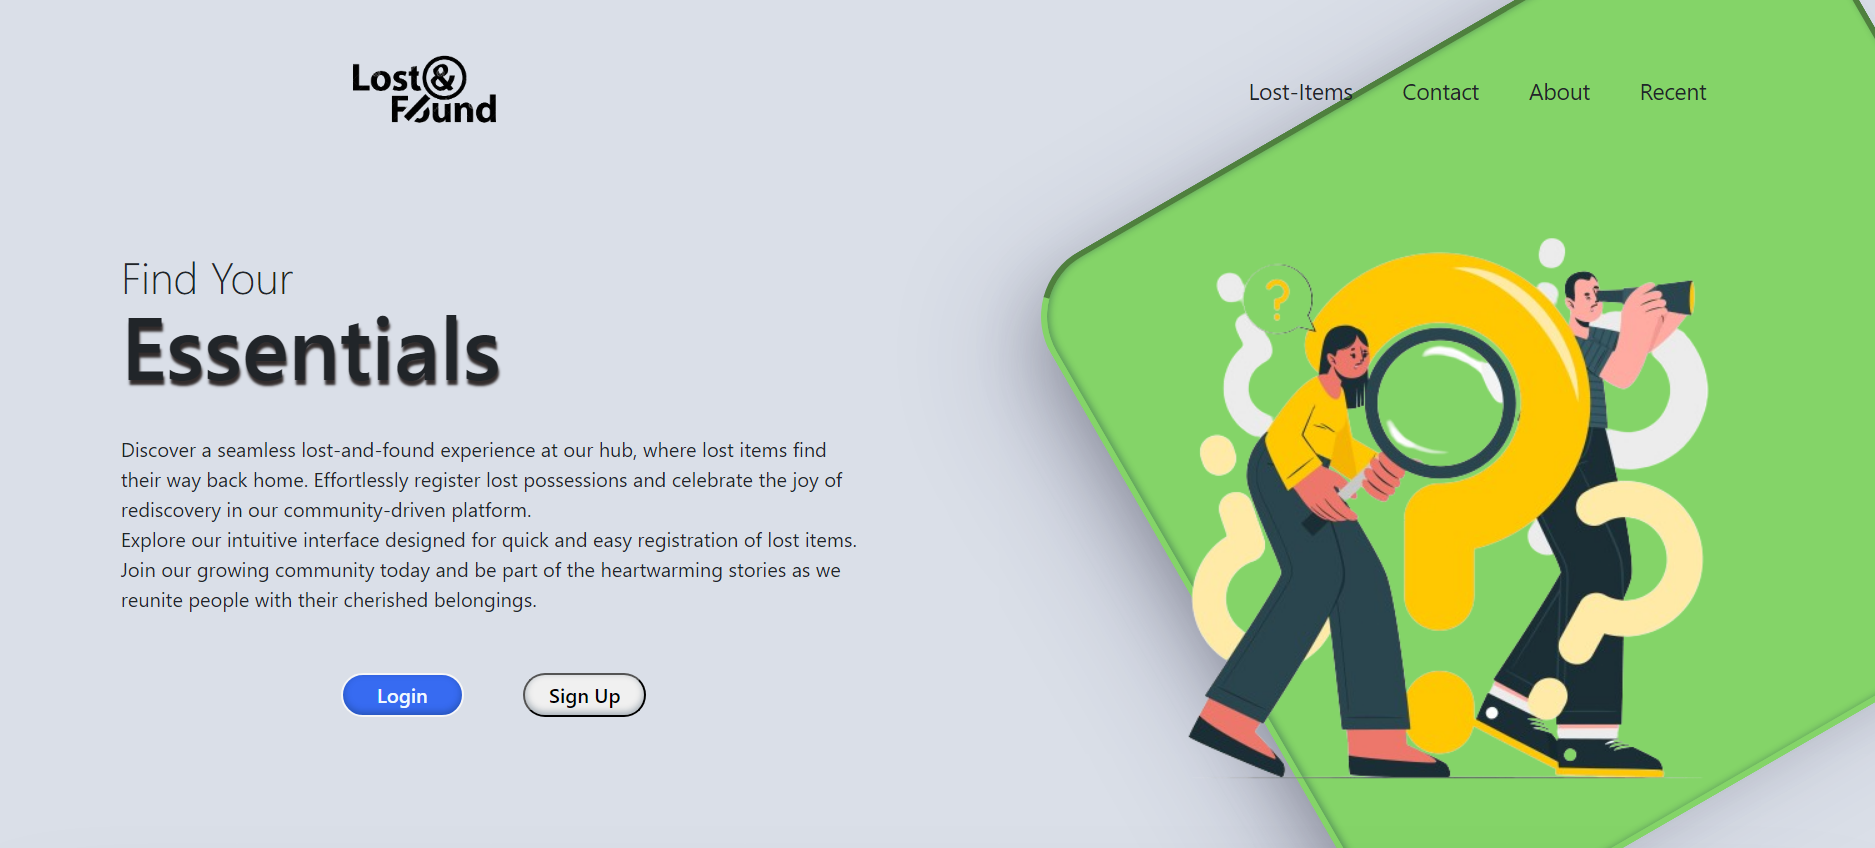 Lost&
Found
Lost-Items Contact About Recent
Find Your
Essentials
Discover a seamless lost-and-found experience at our hub, where lost items find
their way back home. Effortlessly register lost possessions and celebrate the joy of
rediscovery in our community-driven platform.
Explore our intuitive interface designed for quick and easy registration of lost items.
Join our growing community today and be part of the heartwarming stories as we
reunite people with their cherished belongings.
Login Sign Up
?